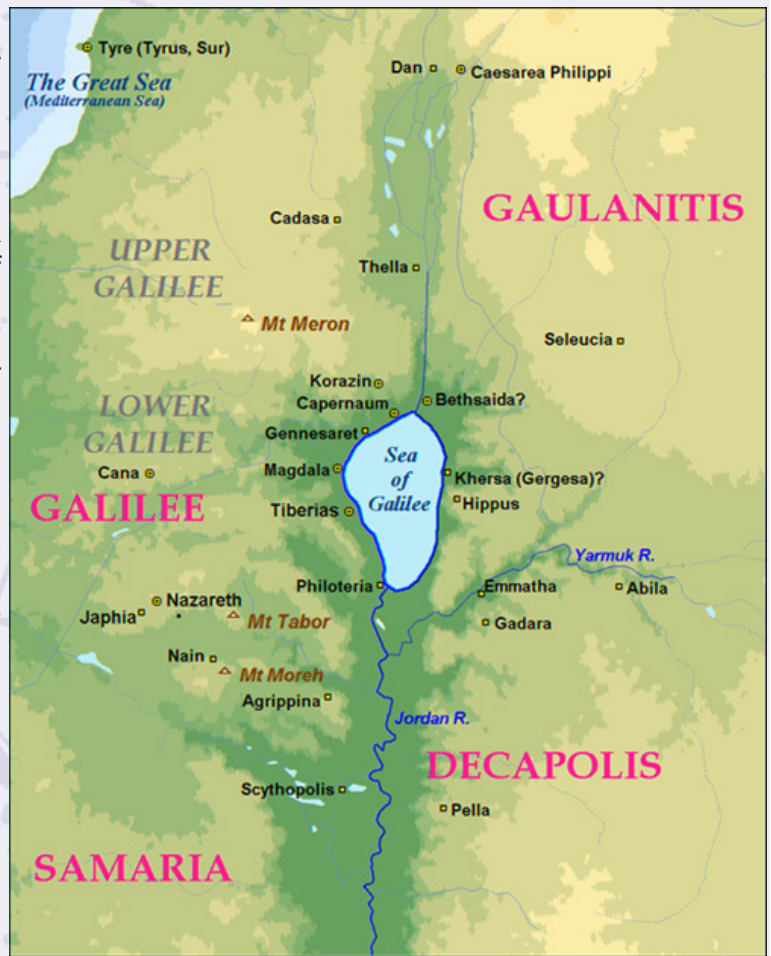 Tyre (Tyrus, Sur)
The Great Sea
(Mediterranean Sea)
Dan
Caesarea Philippi
GAULANITIS
Cadasa
UPPER
GALILEE
Thella
Mt Meron
Seleucia
Korazin
Capernaum
Bethsaida?
LOWER
GALILEE
Gennesaret
Cana
Magdala
Sea
of
Galilee
Khersa (Gergesa)?
GALILEE
Tiberias
Hippus
Yarmuk R.
Philoteria
Emmatha
Abila
Nazareth
Japhia
Mt Tabor
Gadara
Nain
Mt Moreh
Agrippina
Jordan R.
DECAPOLIS
Scythopolis
Pella
SAMARIA